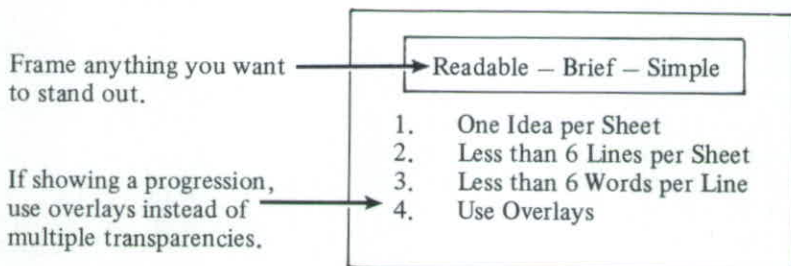 Frame anything you want
to stand out.
Readable – Brief – Simple
1. One Idea per Sheet
2. Less than 6 Lines per Sheet
3. Less than 6 Words per Line
4. Use Overlays
If showing a progression,
use overlays instead of
multiple transparencies.